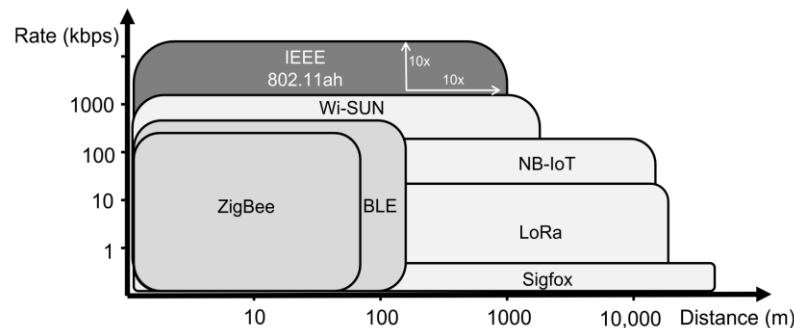 Rate (kbps)
IEEE
802.11ah
10x
10x
1000
Wi-SUN
100
NB-IoT
10
ZigBee
BLE
LoRa
1
Sigfox
10
100
1000
10,000
Distance (m)